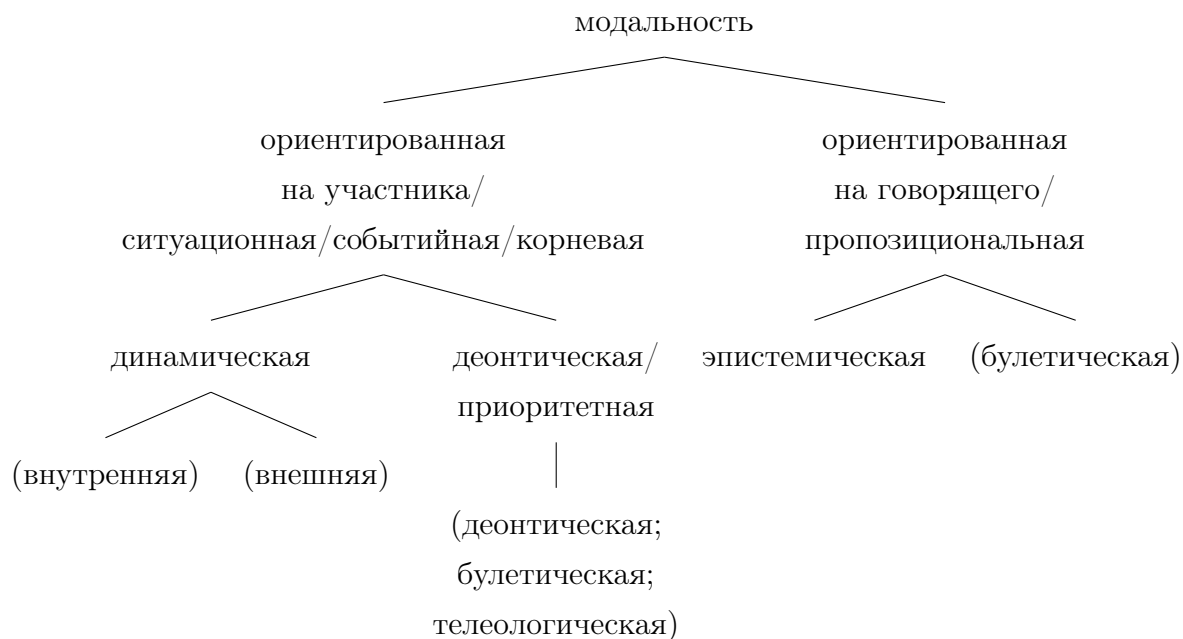 модальность
ориентированная
на участника/
ситуационная/событийная/корневая
ориентированная
на говорящего/
пропозициональная
динамическая
деонтическая/
приоритетная
эпистемическая
(булетическая)
(внутренняя)
(внешняя)
(деонтическая;
булетическая;
телеологическая)